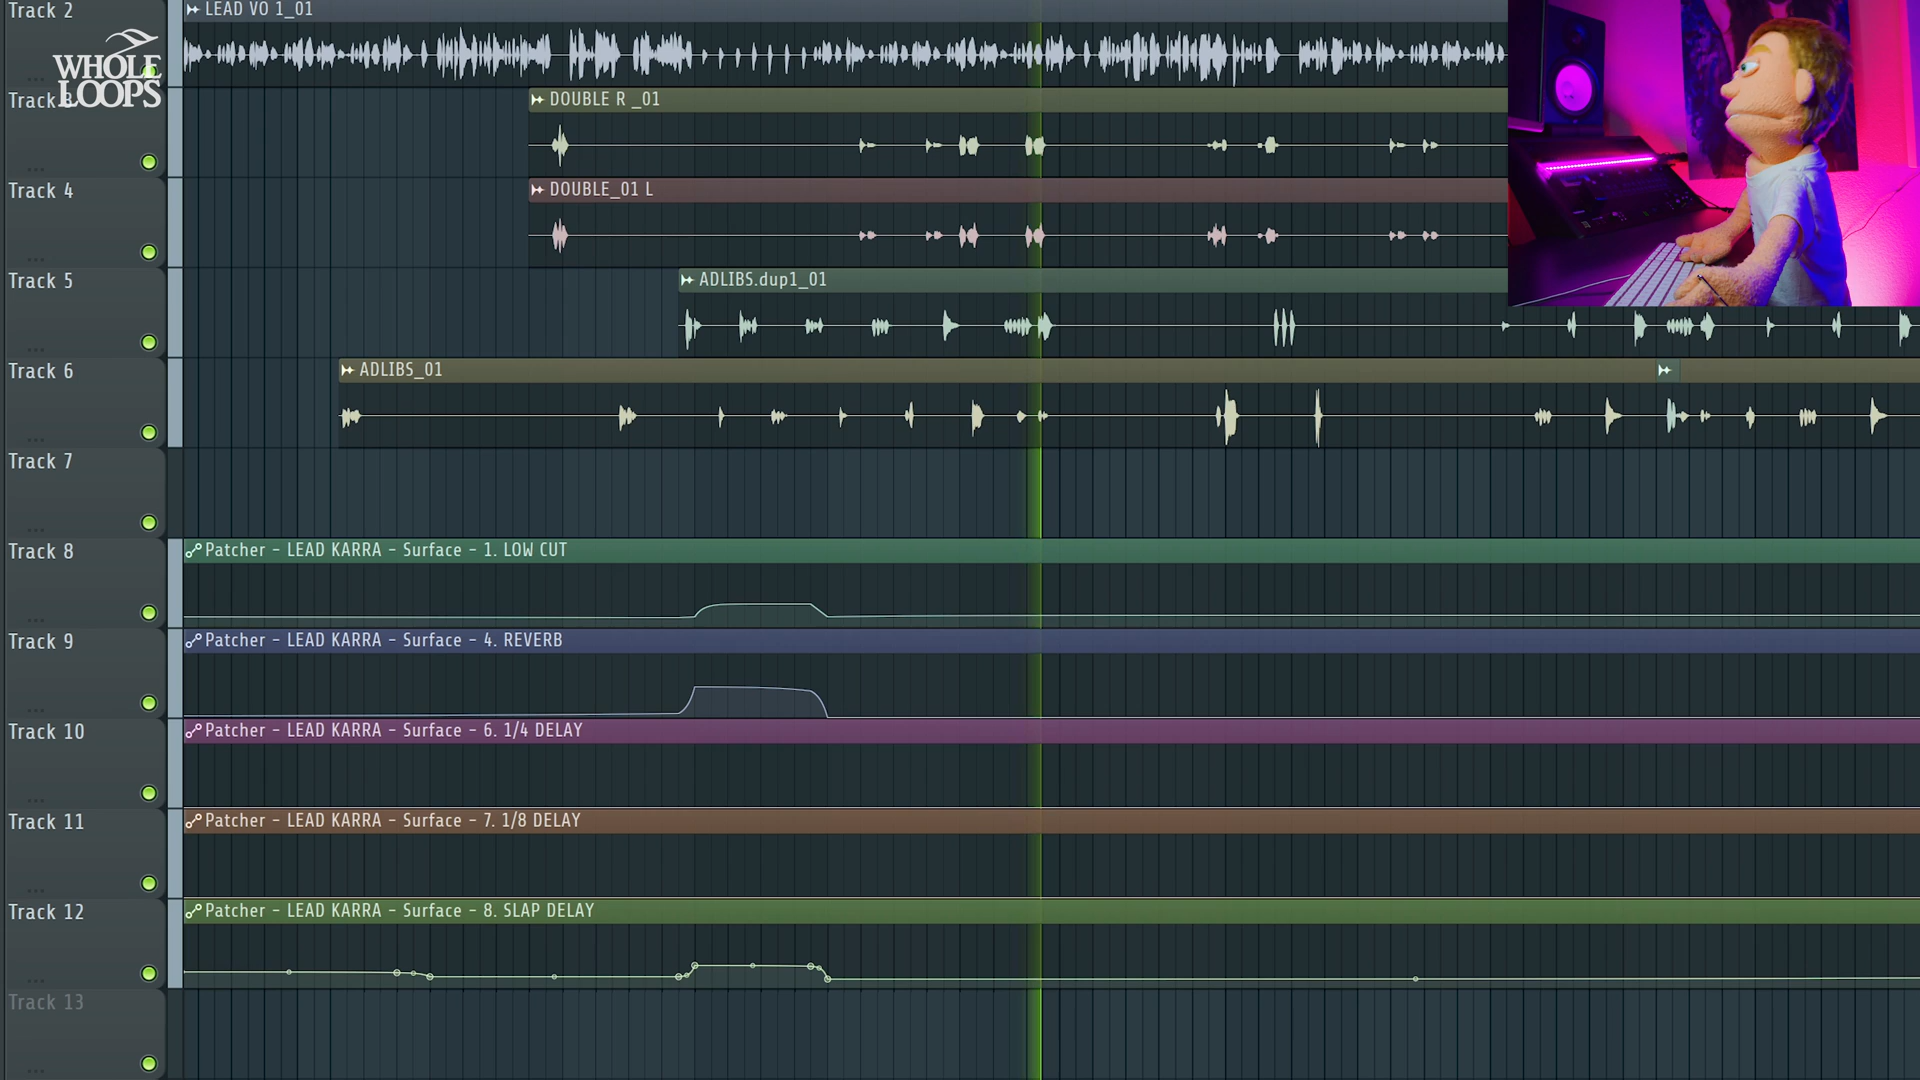 Track 2
LEAD VO 1_01
WHOLE
LOOPS
Track 3
DOUBLE R _01
Track 4
DOUBLE_01 L
Track 5
ADLIBS.dup1_01
Track 6
ADLIBS_01
Track 7
Track 8
Patcher - LEAD KARRA - Surface - 1. LOW CUT
Track 9
Patcher - LEAD KARRA - Surface - 4. REVERB
Track 10
Patcher - LEAD KARRA - Surface - 6. 1/4 DELAY
Track 11
Patcher - LEAD KARRA - Surface - 7. 1/8 DELAY
Track 12
Patcher - LEAD KARRA - Surface - 8. SLAP DELAY
Track 13